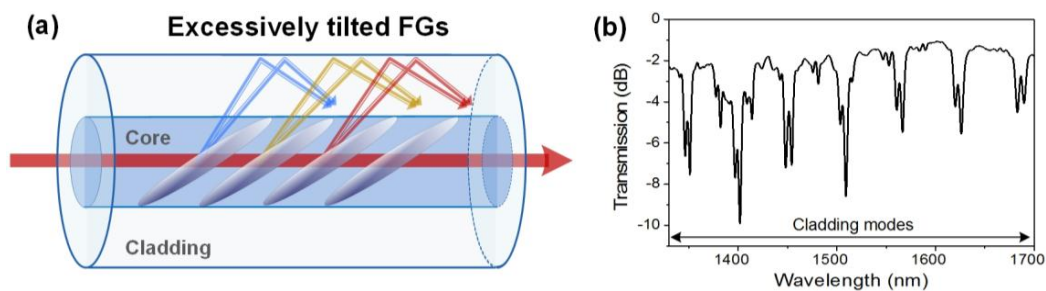 (a)
Excessively tilted FGs
Core
Cladding
(b)
Transmission (dB)
0
-2
-4
-6
-8
-10
Cladding modes
1400
1500
1600
1700
Wavelength (nm)